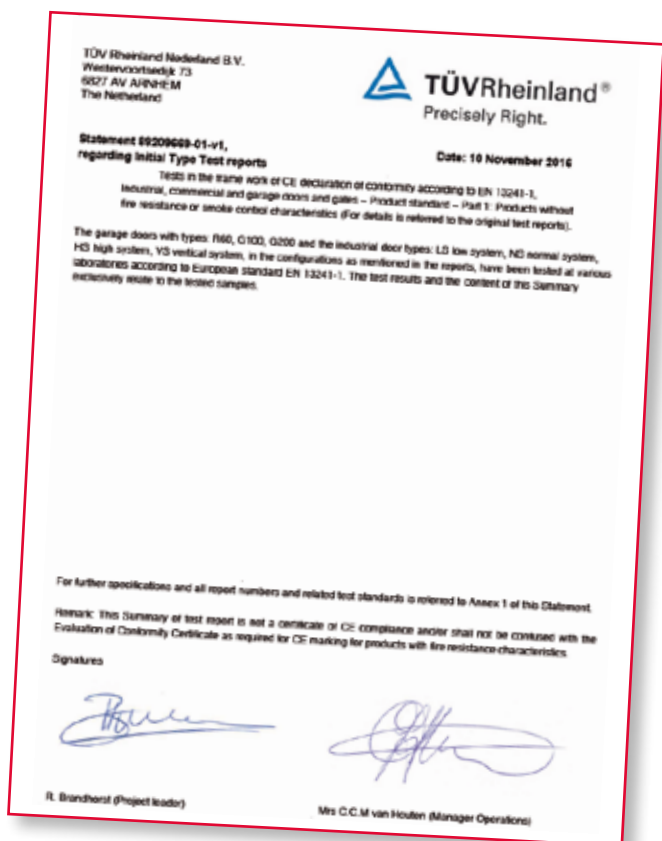 TÜV Rheinland Nederland B.V.
Westervoortsedijk 73
6827 AV ARNHEM
The Netherland
TÜVRheinland®
Precisely Right.
Statement 89209669-01-v1,
regarding Initial Type Test reports
Date: 10 November 2016
Tests in the frame work of CE declaration of conformity according to EN 13241-1,
Industrial, commercial and garage doors and gates – Product standard – Part 1: Products without
fire resistance or smoke control characteristics (For details is referred to the original test reports).
The garage doors with types: R60, G100, G200 and the industrial door types: LS low system, NS normal system,
HS high system, VS vertical system, in the configurations as mentioned in the reports, have been tested at various
laboratories according to European standard EN 13241-1. The test results and the content of this Summary
exclusively relate to the tested samples.
For further specifications and all report numbers and related test standards is referred to Annex 1 of this Statement.
Remark: This Summary of test report is not a certificate of CE compliance and/or shall not be confused with the
Evaluation of Conformity Certificate as required for CE marking for products with fire resistance characteristics.
Signatures
R. Brandhorst (Project leader)
Mrs C.C.M van Houten (Manager Operations)